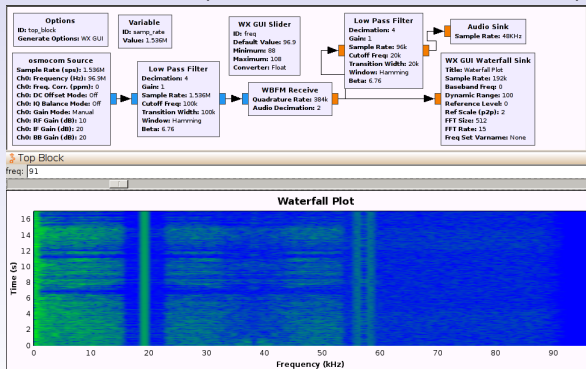 Options
ID: top_block
Generate Options: WX GUI
Variable
ID: samp_rate
Value: 1.536M
WX GUI Slider
ID: freq
Default Value: 96.9
Minimum: 88
Maximum: 108
Converter: Float
Low Pass Filter
Decimation: 4
Gain: 1
Sample Rate: 96k
Cutoff Freq: 20k
Transition Width: 20k
Window: Hamming
Beta: 6.76
Audio Sink
Sample Rate: 48KHz
osmocom Source
Sample Rate (sps): 1.536M
Ch0: Frequency (Hz): 96.9M
Ch0: Freq. Corr. (ppm): 0
Ch0: DC Offset Mode: Off
Ch0: IQ Balance Mode: Off
Ch0: Gain Mode: Manual
Ch0: RF Gain (dB): 10
Ch0: IF Gain (dB): 20
Ch0: BB Gain (dB): 20
Low Pass Filter
Decimation: 4
Gain: 1
Sample Rate: 1.536M
Cutoff Freq: 100k
Transition Width: 100k
Window: Hamming
Beta: 6.76
WBFM Receive
Quadrature Rate: 384k
Audio Decimation: 2
WX GUI Waterfall Sink
Title: Waterfall Plot
Sample Rate: 192k
Baseband Freq: 0
Dynamic Range: 100
Reference Level: 0
Ref Scale (p2p): 2
FFT Size: 512
FFT Rate: 15
Freq Set Varname: None
Top Block
freq: 91
Waterfall Plot
Time (s)
16
14
12
10
8
6
4
2
0
0 10 20 30 40 50 60 70 80 90
Frequency (kHz)